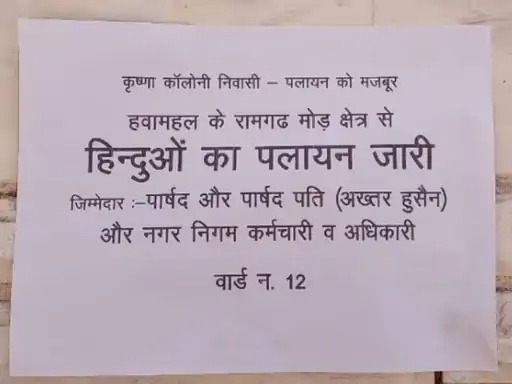 कृष्णा कॉलोनी निवासी – पलायन को मजबूर
हवामहल के रामगढ मोड़ क्षेत्र से
हिन्दुओं का पलायन जारी
जिम्मेदार :–पार्षद और पार्षद पति (अख्तर हुसैन)
और नगर निगम कर्मचारी व अधिकारी
वार्ड न. 12